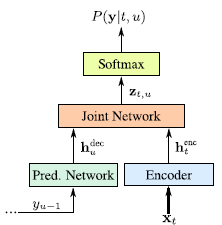 P(y|t, u)
Softmax
z_{t,u}
Joint Network
h_u^{dec} h_t^{enc}
Pred. Network Encoder
... y_{u−1}
x_t